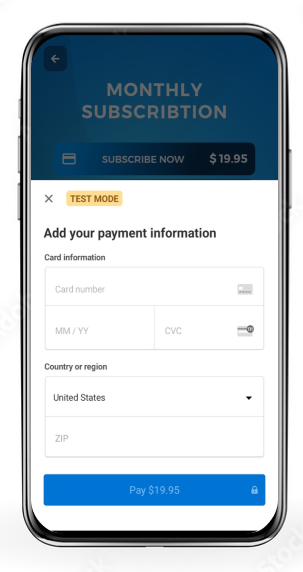 MONTHLY
SUBSCRIBTION
SUBSCRIBE NOW $19.95
TEST MODE
Add your payment information
Card information
Card number
MM / YY CVC
Country or region
United States
ZIP
Pay $19.95